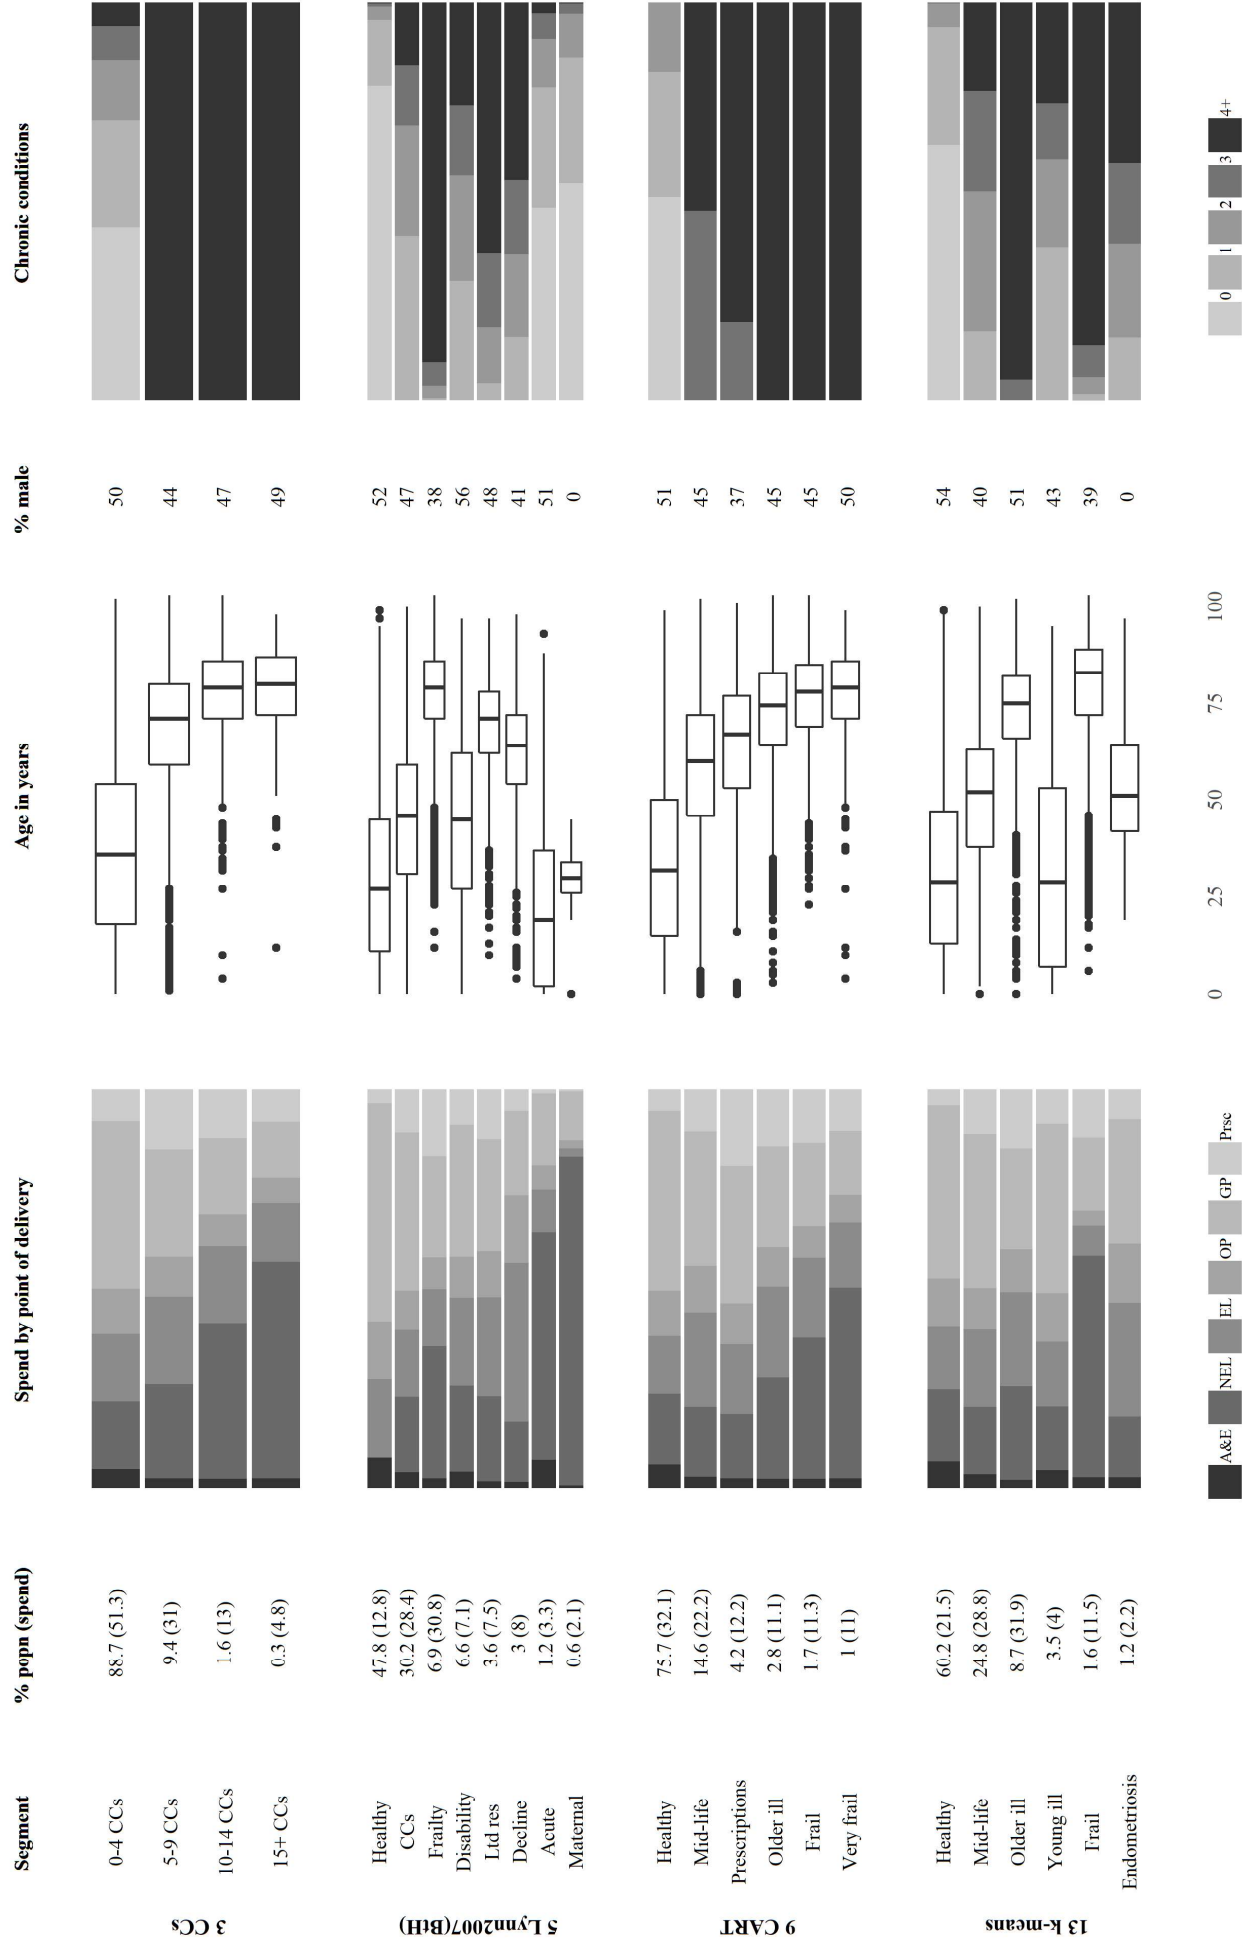 Segment % popn (spend) Spend by point of delivery Age in years % male Chronic conditions
3 CCs
0-4 CCs 88.7 (51.3) 50
5-9 CCs 9.4 (31) 44
10-14 CCs 1.6 (13) 47
15+ CCs 0.3 (4.8) 49
5 Lynn2007(BtH)
Healthy 47.8 (12.8) 52
CCs 30.2 (28.4) 47
Frailty 6.9 (30.8) 38
Disability 6.6 (7.1) 56
Ltd res 3.6 (7.5) 48
Decline 3 (8) 41
Acute 1.2 (3.3) 51
Maternal 0.6 (2.1) 0
9 CART
Healthy 75.7 (32.1) 51
Mid-life 14.6 (22.2) 45
Prescriptions 4.2 (12.2) 37
Older ill 2.8 (11.1) 45
Frail 1.7 (11.3) 45
Very frail 1 (11) 50
13 k-means
Healthy 60.2 (21.5) 54
Mid-life 24.8 (28.8) 40
Older ill 8.7 (31.9) 51
Young ill 3.5 (4) 43
Frail 1.6 (11.5) 39
Endometriosis 1.2 (2.2) 0
A&E NEL EL OP GP Prsc
0 25 50 75 100
0 1 2 3 4+